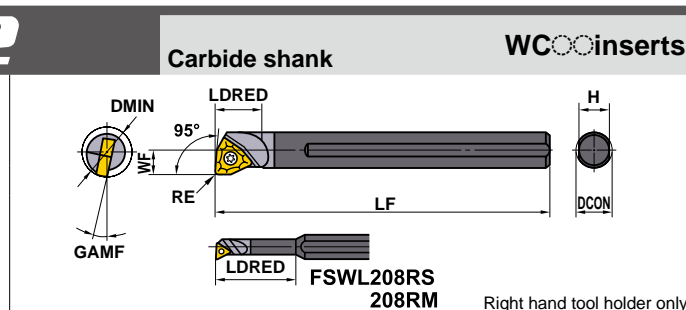 Carbide shank
WC○○inserts
DMIN
LDRED
H
95°
WF
RE
LF
DCON
GAMF
LDRED
FSWL208RS
208RM
Right hand tool holder only